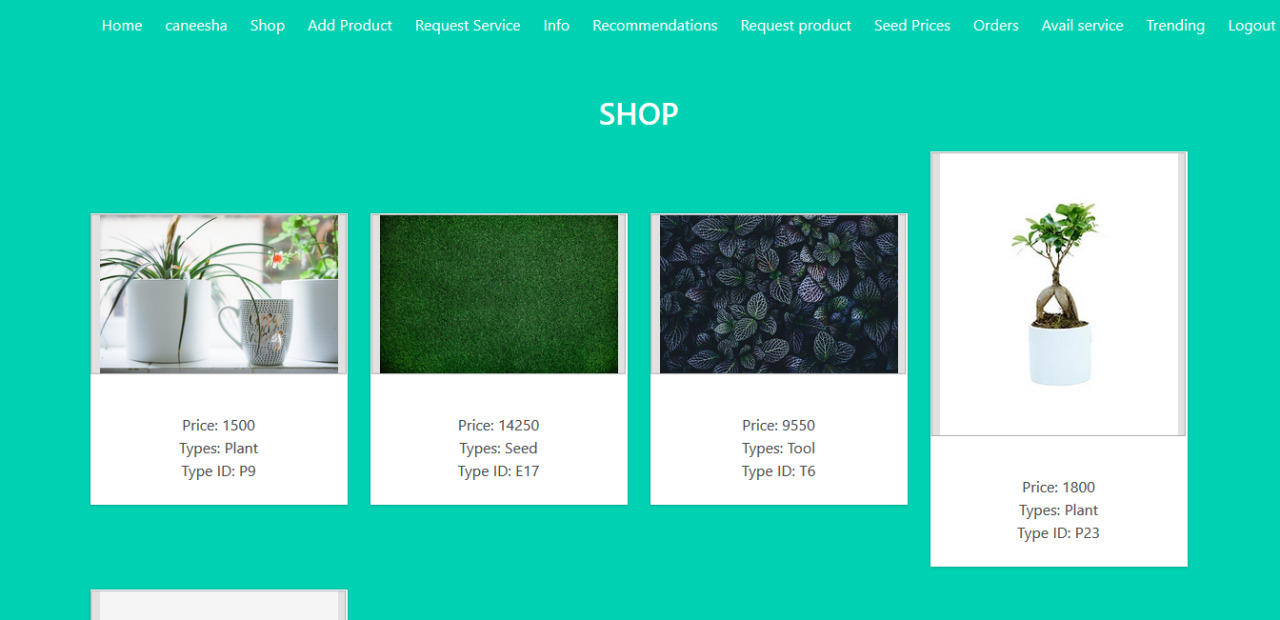 Home caneesha Shop Add Product Request Service Info Recommendations Request product Seed Prices Orders Avail service Trending Logout
SHOP
Price: 1500
Types: Plant
Type ID: P9
Price: 14250
Types: Seed
Type ID: E17
Price: 9550
Types: Tool
Type ID: T6
Price: 1800
Types: Plant
Type ID: P23